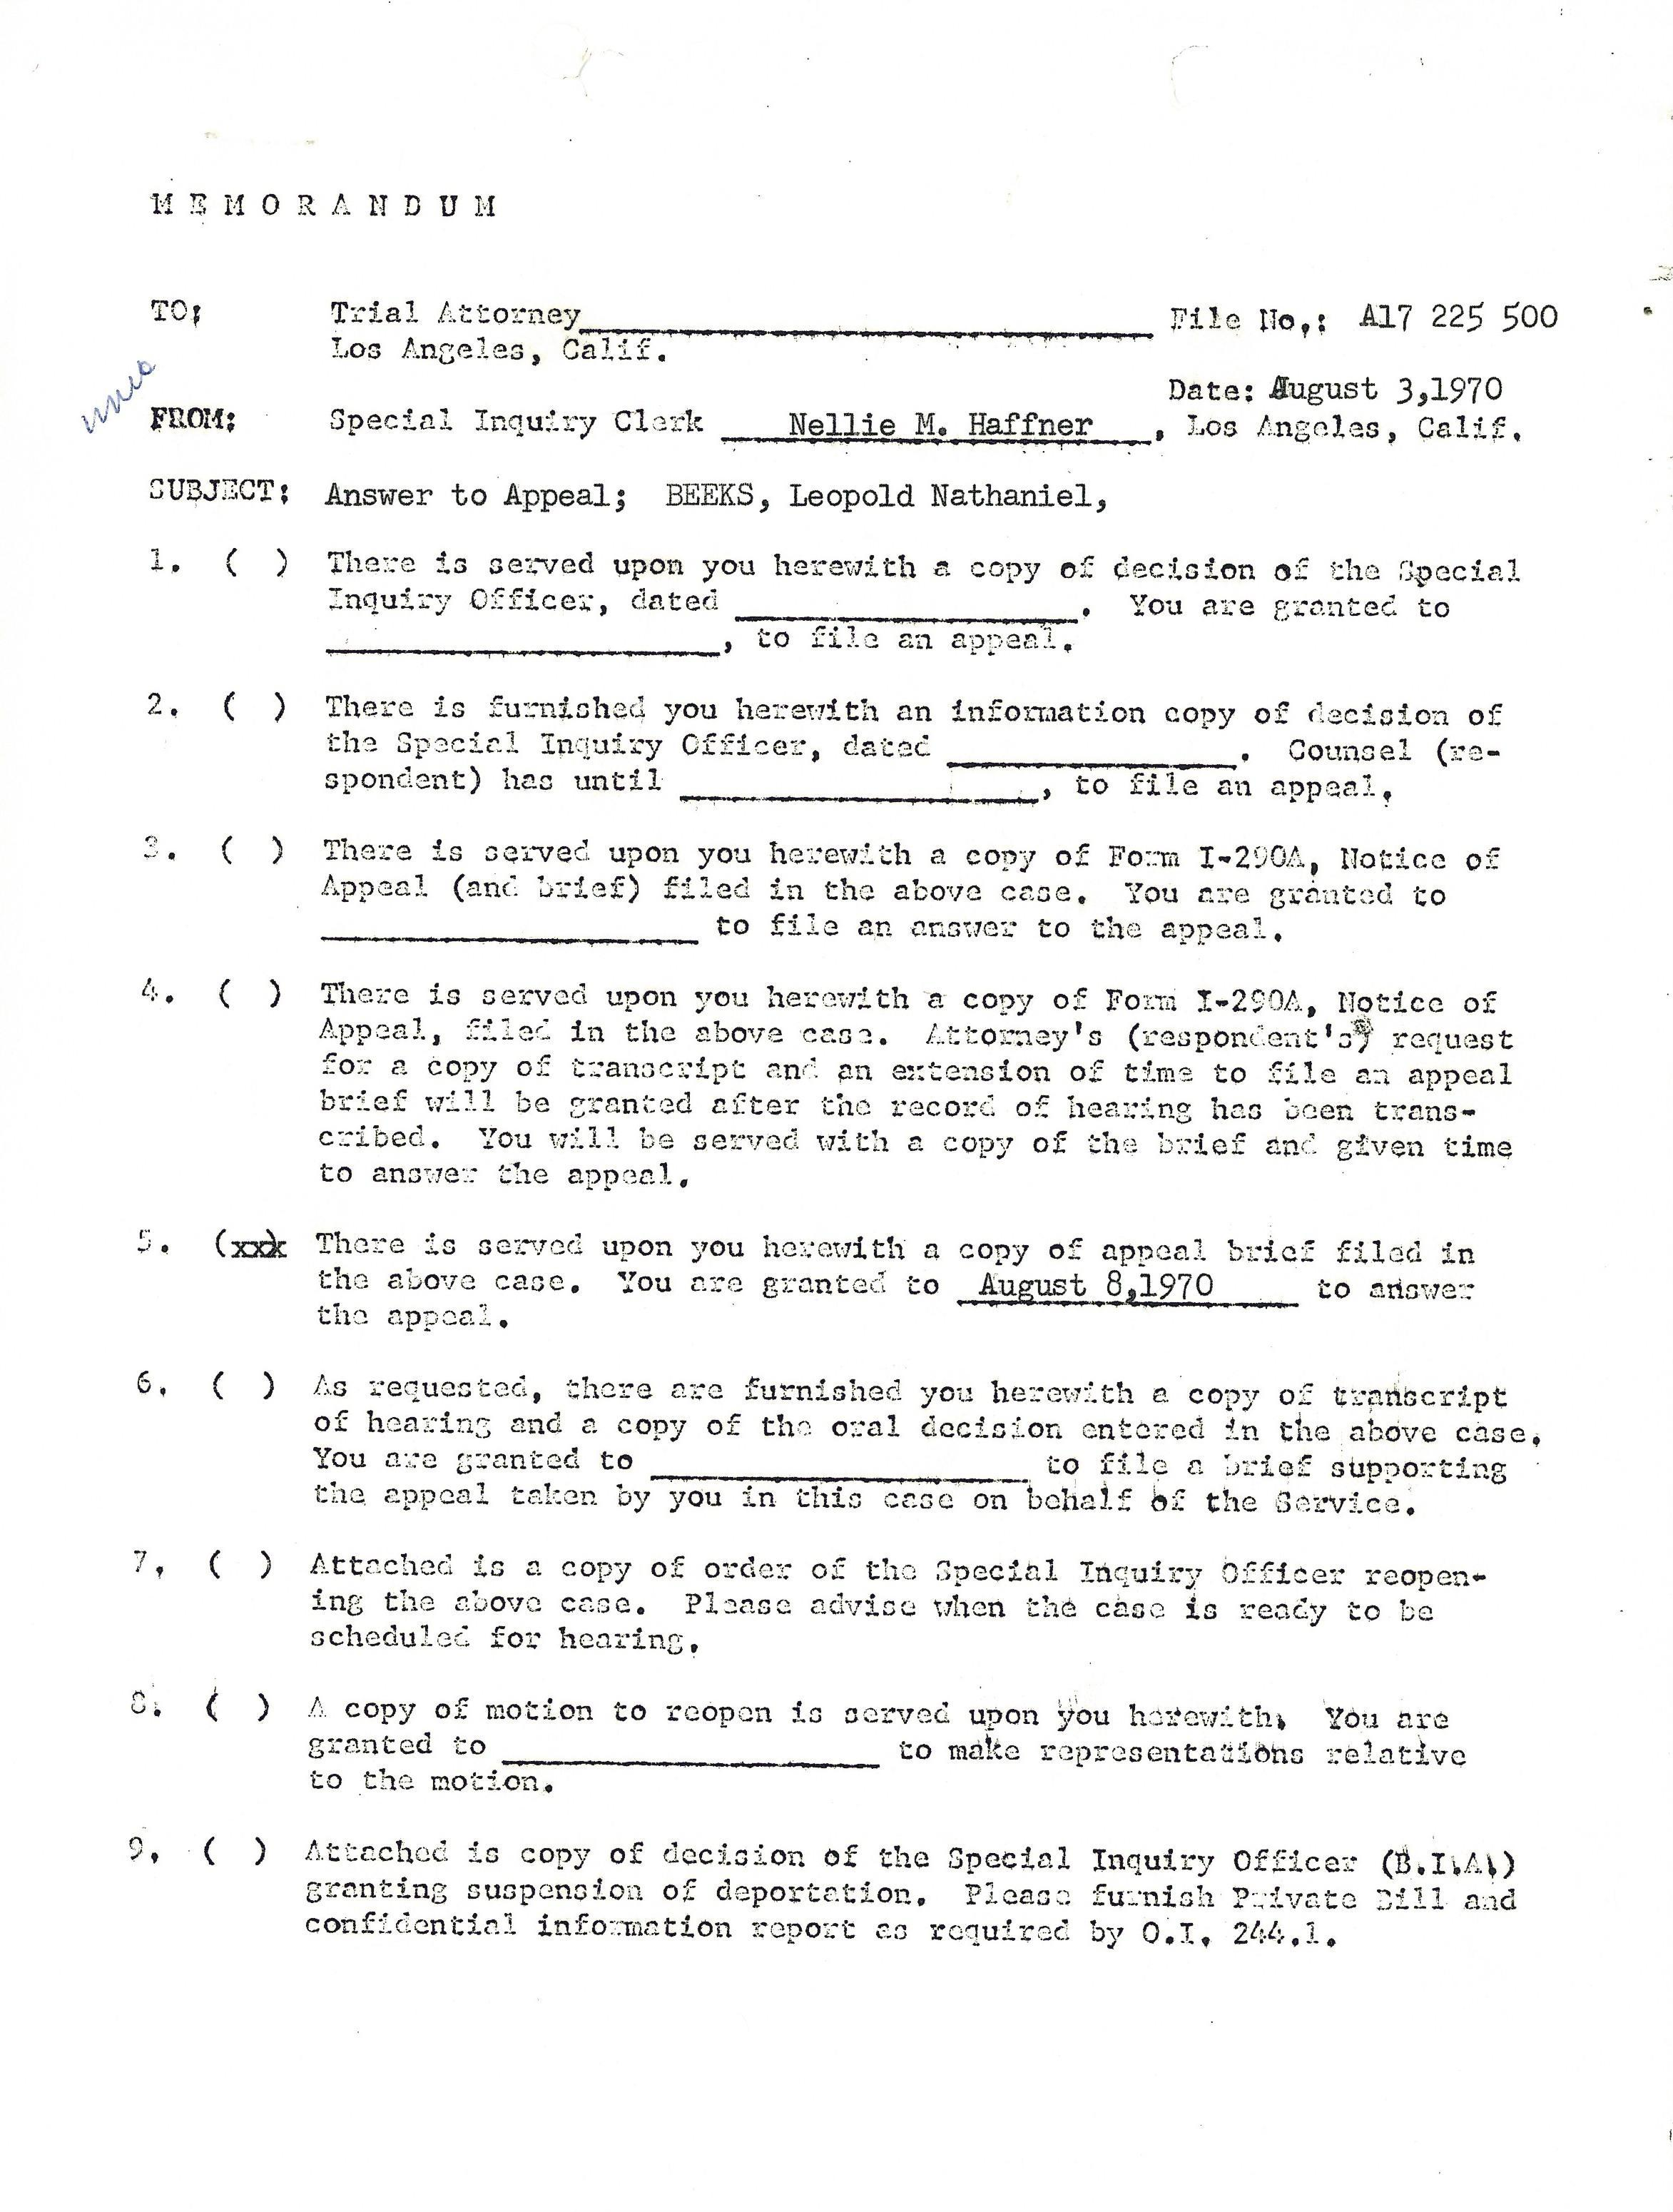 MEMORANDUM
TO: Trial Attorney____________ File No.: A17 225 500
Los Angeles, Calif.
Date: August 3,1970
FROM: Special Inquiry Clerk Nellie M. Haffner, Los Angeles, Calif.
SUBJECT: Answer to Appeal; BEEKS, Leopold Nathaniel,
1. ( ) There is served upon you herewith a copy of decision of the Special
Inquiry Officer, dated ____________. You are granted to
____________, to file an appeal.
2. ( ) There is furnished you herewith an information copy of decision of
the Special Inquiry Officer, dated ____________. Counsel (re-
spondent) has until ____________, to file an appeal.
3. ( ) There is served upon you herewith a copy of Form I-290A, Notice of
Appeal (and brief) filed in the above case. You are granted to
____________ to file an answer to the appeal.
4. ( ) There is served upon you herewith a copy of Form I-290A, Notice of
Appeal, filed in the above case. Attorney's (respondent's) request
for a copy of transcript and an extension of time to file an appeal
brief will be granted after the record of hearing has been trans-
cribed. You will be served with a copy of the brief and given time
to answer the appeal.
5. (xxx) There is served upon you herewith a copy of appeal brief filed in
the above case. You are granted to August 8,1970 to answer
the appeal.
6. ( ) As requested, there are furnished you herewith a copy of transcript
of hearing and a copy of the oral decision entered in the above case.
You are granted to ____________ to file a brief supporting
the appeal taken by you in this case on behalf of the Service.
7. ( ) Attached is a copy of order of the Special Inquiry Officer reopen-
ing the above case. Please advise when the case is ready to be
scheduled for hearing.
8. ( ) A copy of motion to reopen is served upon you herewith. You are
granted to ____________ to make representations relative
to the motion.
9. ( ) Attached is copy of decision of the Special Inquiry Officer (B.I.A.)
granting suspension of deportation. Please furnish Private Bill and
confidential information report as required by O.I. 244.1.